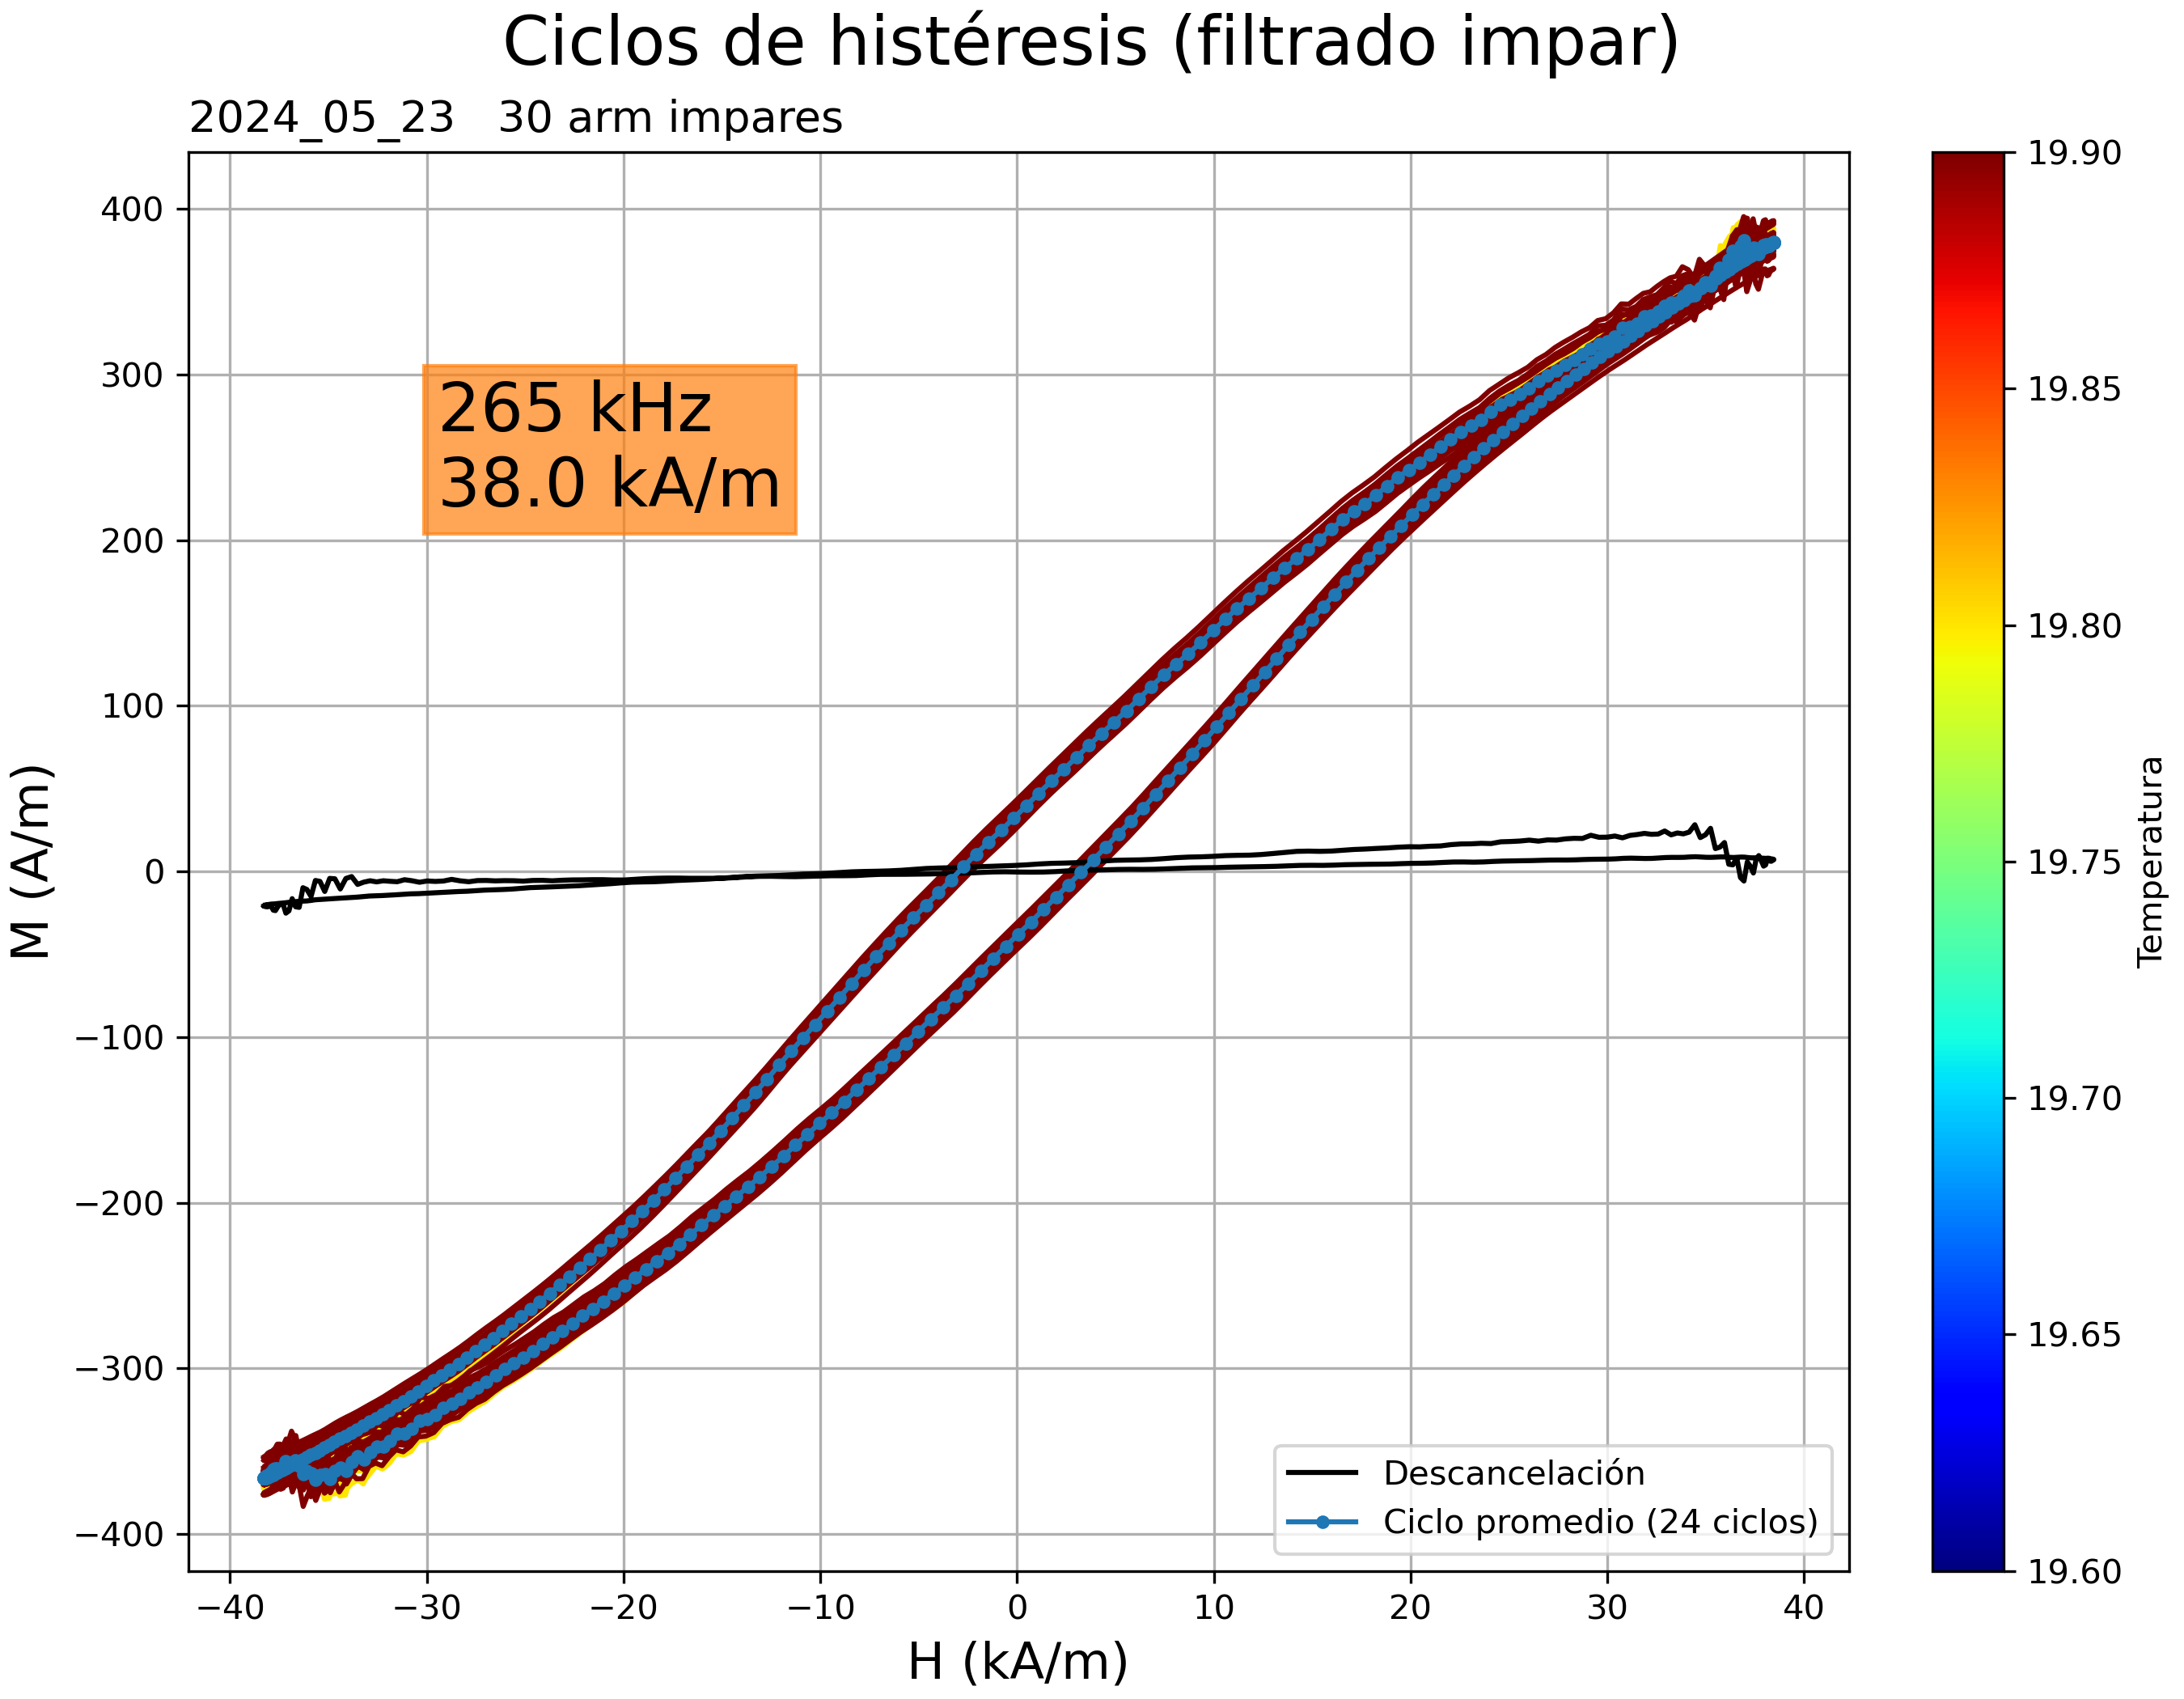 Ciclos de histéresis (filtrado impar)
2024_05_23   30 arm impares
265 kHz
38.0 kA/m
M (A/m)
400
300
200
100
0
−100
−200
−300
−400
−40
−30
−20
−10
0
10
20
30
40
H (kA/m)
Descancelación
Ciclo promedio (24 ciclos)
19.90
19.85
19.80
19.75
19.70
19.65
19.60
Temperatura